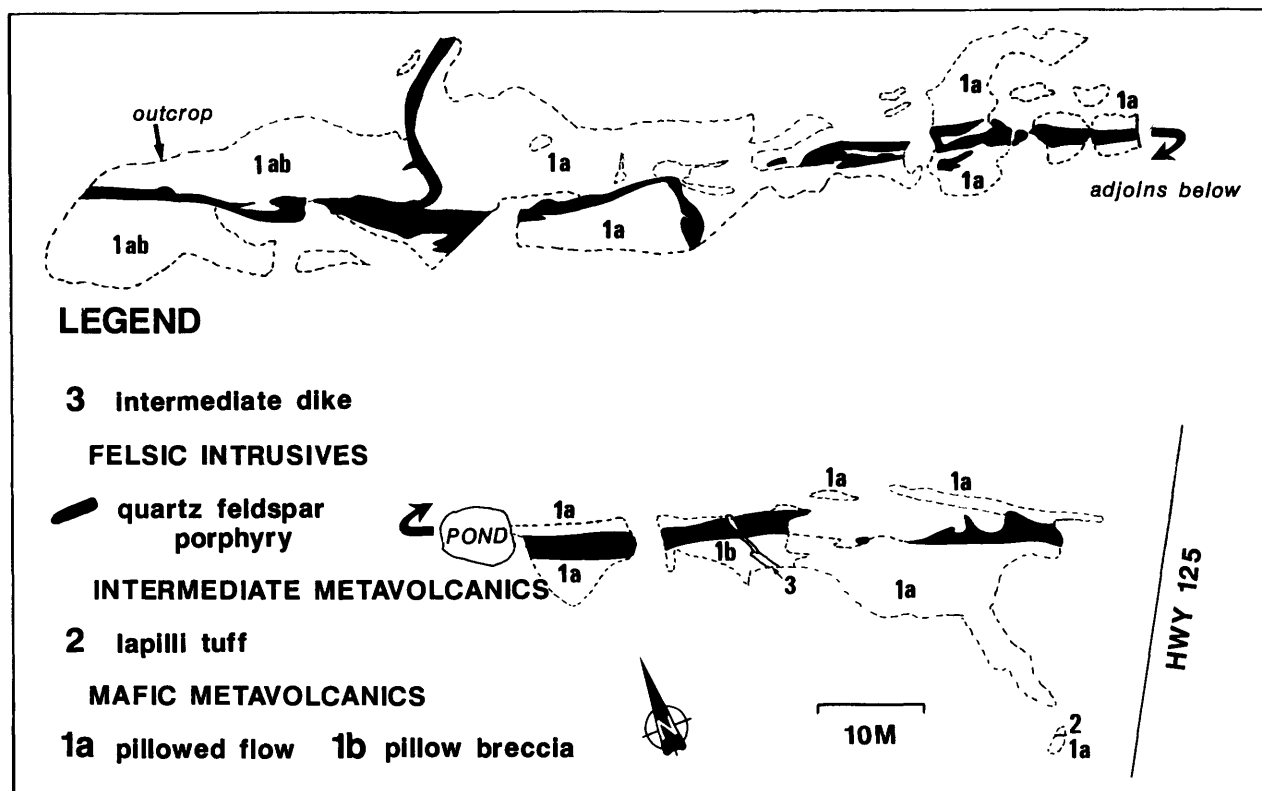 outcrop
1ab
1a
1a
1a
1a
1a
1ab
adjoins below
LEGEND
3 intermediate dike
FELSIC INTRUSIVES
quartz feldspar
porphyry
INTERMEDIATE METAVOLCANICS
2 lapilli tuff
MAFIC METAVOLCANICS
1a pillowed flow 1b pillow breccia
POND
1a
1a
1b
3
1a
1a
1a
HWY 125
N
10M
2
1a